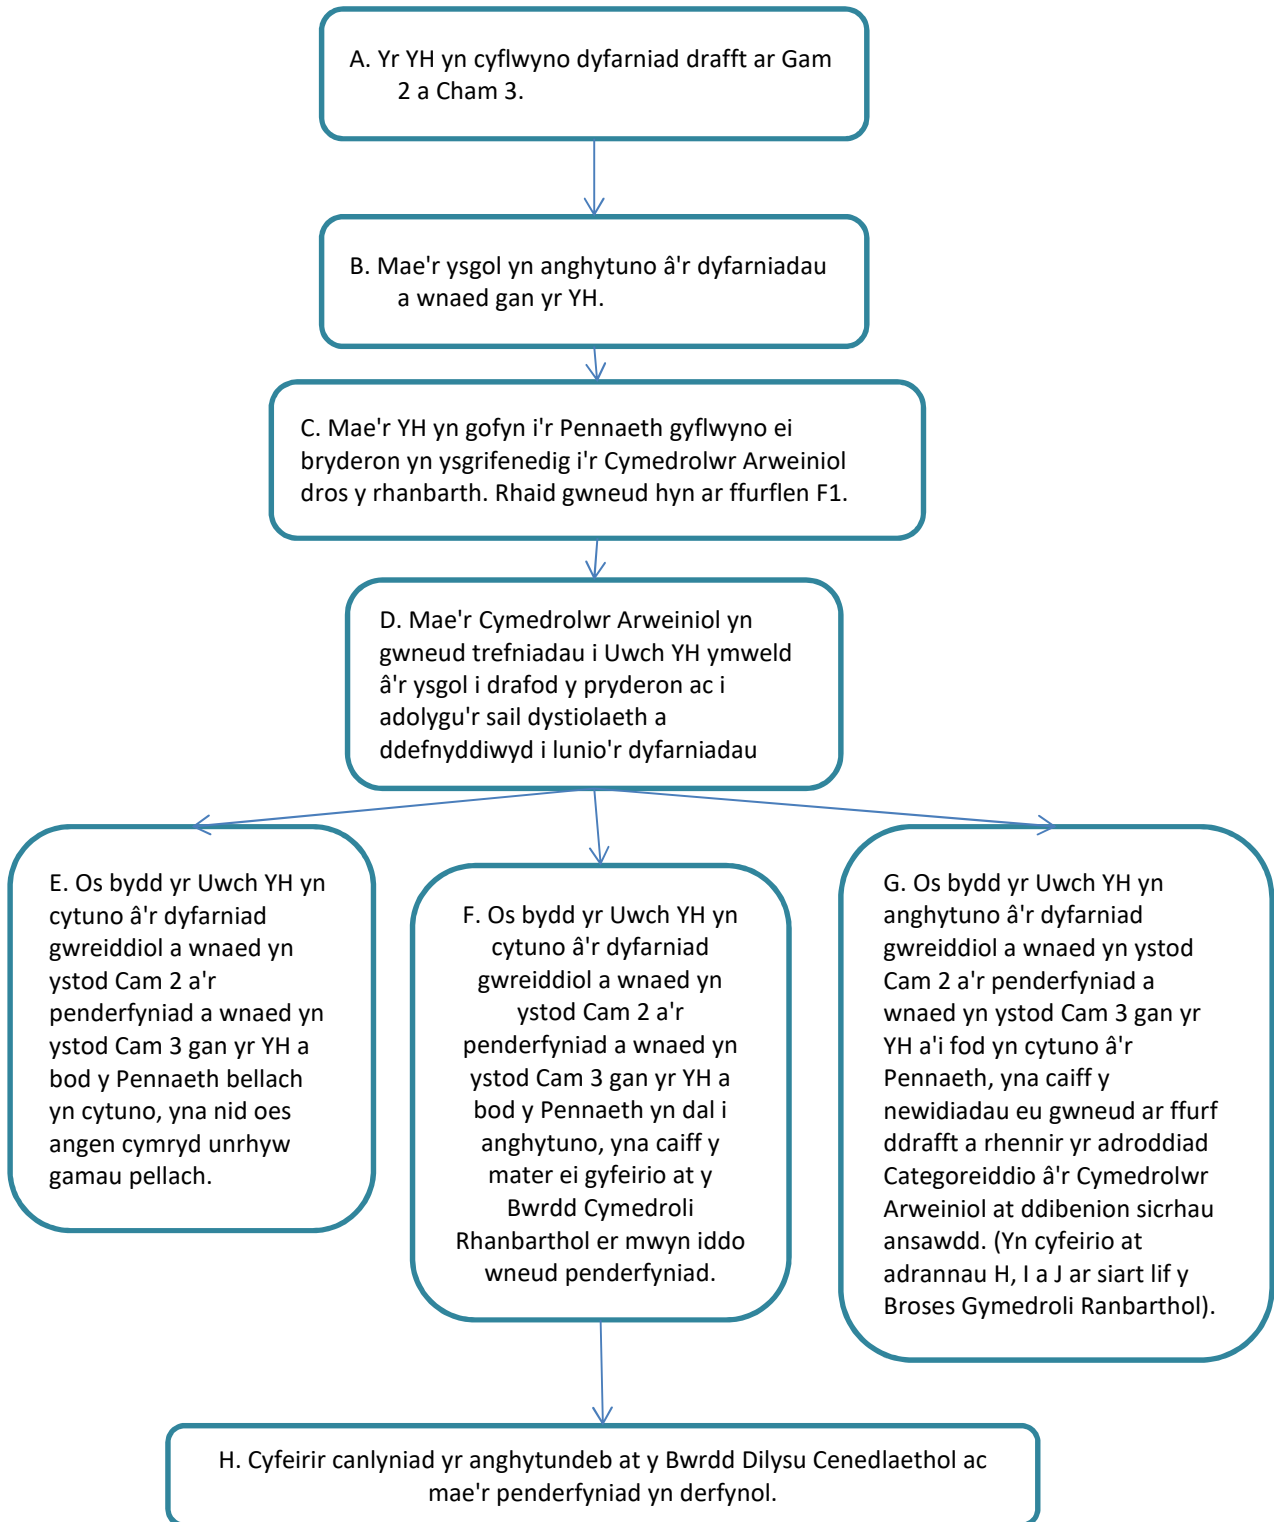 A. Yr YH yn cyflwyno dyfarniad drafft ar Gam
2 a Cham 3.
B. Mae'r ysgol yn anghytuno â'r dyfarniadau
a wnaed gan yr YH.
C. Mae'r YH yn gofyn i'r Pennaeth gyflwyno ei
bryderon yn ysgrifenedig i'r Cymedrolwr Arweiniol
dros y rhanbarth. Rhaid gwneud hyn ar ffurflen F1.
D. Mae'r Cymedrolwr Arweiniol yn
gwneud trefniadau i Uwch YH ymweld
â'r ysgol i drafod y pryderon ac i
adolygu'r sail dystiolaeth a
ddefnyddiwyd i lunio'r dyfarniadau
E. Os bydd yr Uwch YH yn
cytuno â'r dyfarniad
gwreiddiol a wnaed yn
ystod Cam 2 a'r
penderfyniad a wnaed yn
ystod Cam 3 gan yr YH a
bod y Pennaeth bellach
yn cytuno, yna nid oes
angen cymryd unrhyw
gamau pellach.
F. Os bydd yr Uwch YH yn
cytuno â'r dyfarniad
gwreiddiol a wnaed yn
ystod Cam 2 a'r
penderfyniad a wnaed yn
ystod Cam 3 gan yr YH a
bod y Pennaeth yn dal i
anghytuno, yna caiff y
mater ei gyfeirio at y
Bwrdd Cymedroli
Rhanbarthol er mwyn iddo
wneud penderfyniad.
G. Os bydd yr Uwch YH yn
anghytuno â'r dyfarniad
gwreiddiol a wnaed yn ystod
Cam 2 a'r penderfyniad a
wnaed yn ystod Cam 3 gan yr
YH a'i fod yn cytuno â'r
Pennaeth, yna caiff y
newidiadau eu gwneud ar ffurf
ddrafft a rhennir yr adroddiad
Categoreiddio â'r Cymedrolwr
Arweiniol at ddibenion sicrhau
ansawdd. (Yn cyfeirio at
adrannau H, I a J ar siart lif y
Broses Gymedroli Ranbarthol).
H. Cyfeirir canlyniad yr anghytundeb at y Bwrdd Dilysu Cenedlaethol ac
mae'r penderfyniad yn derfynol.